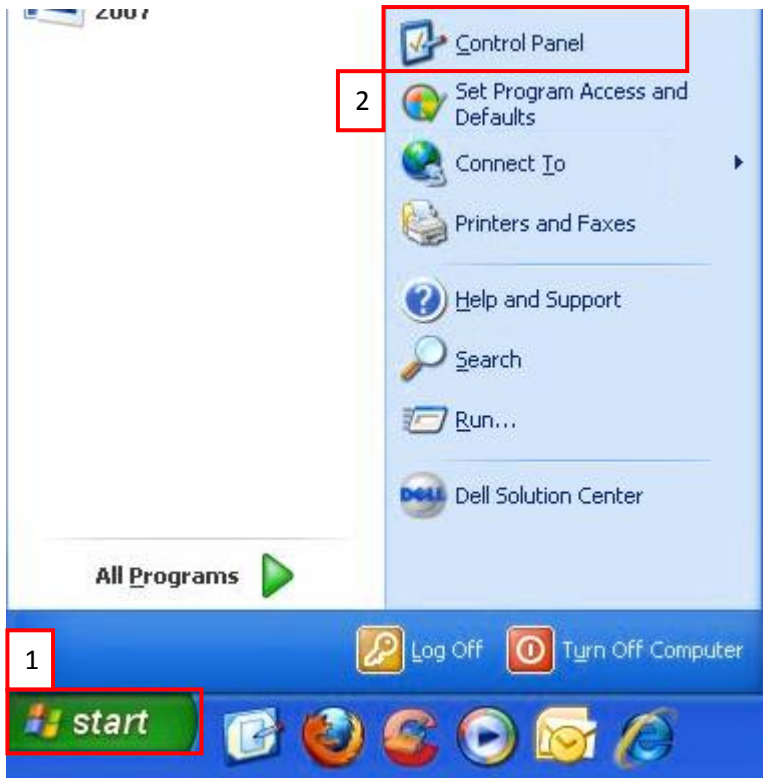 2007
Control Panel
2
Set Program Access and
Defaults
Connect To
Printers and Faxes
Help and Support
Search
Run...
DELL
Dell Solution Center
All Programs
Log Off
Turn Off Computer
1
start